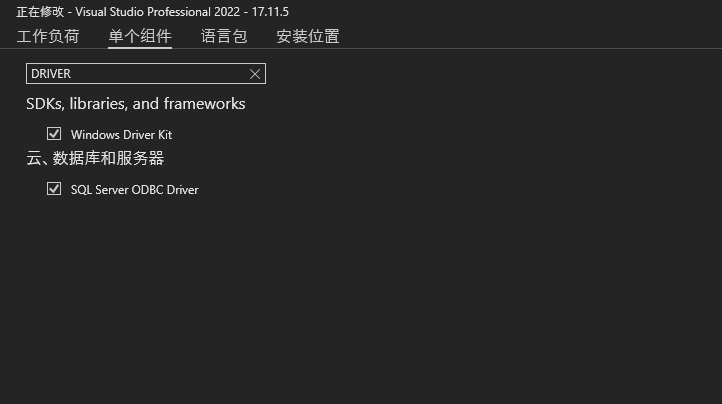 正在修改 - Visual Studio Professional 2022 - 17.11.5
工作负荷 单个组件 语言包 安装位置
DRIVER
SDKs, libraries, and frameworks
Windows Driver Kit
云、数据库和服务器
SQL Server ODBC Driver